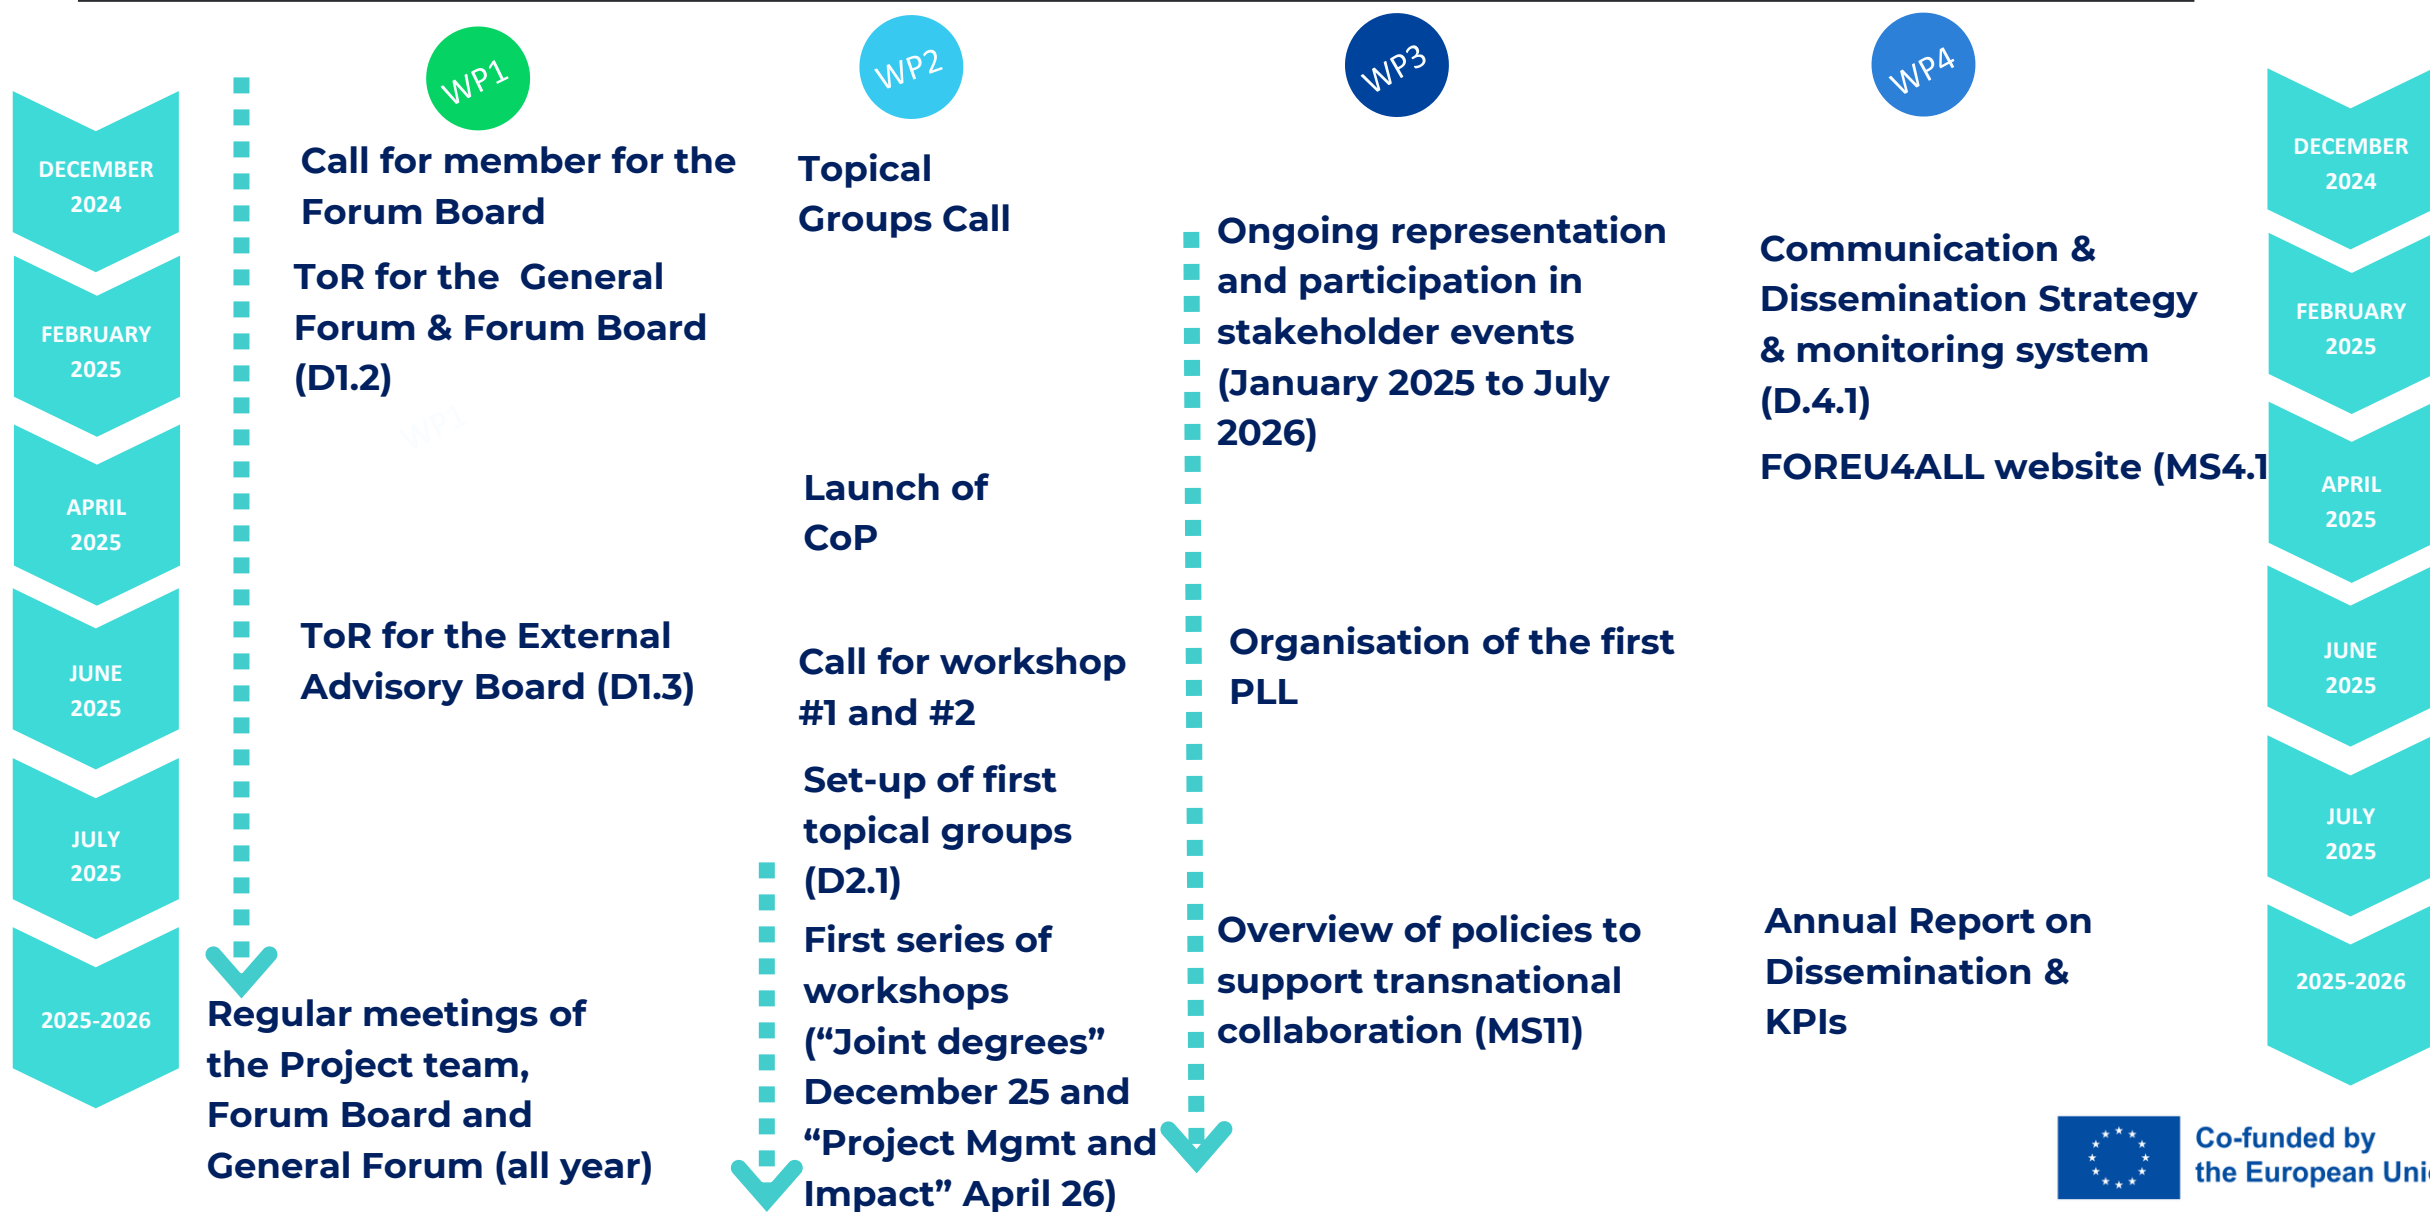 WP1
WP2
WP3
WP4
DECEMBER
2024
FEBRUARY
2025
APRIL
2025
JUNE
2025
JULY
2025
2025-2026
Call for member for the
Forum Board
ToR for the General
Forum & Forum Board
(D1.2)
WP1
ToR for the External
Advisory Board (D1.3)
Regular meetings of
the Project team,
Forum Board and
General Forum (all year)
Topical
Groups Call
Launch of
CoP
Call for workshop
#1 and #2
Set-up of first
topical groups
(D2.1)
First series of
workshops
(“Joint degrees”
December 25 and
“Project Mgmt and
Impact” April 26)
Ongoing representation
and participation in
stakeholder events
(January 2025 to July
2026)
Organisation of the first
PLL
Overview of policies to
support transnational
collaboration (MS11)
Communication &
Dissemination Strategy
& monitoring system
(D.4.1)
FOREU4ALL website (MS4.1
Annual Report on
Dissemination &
KPIs
DECEMBER
2024
FEBRUARY
2025
APRIL
2025
JUNE
2025
JULY
2025
2025-2026
Co-funded by
the European Uni